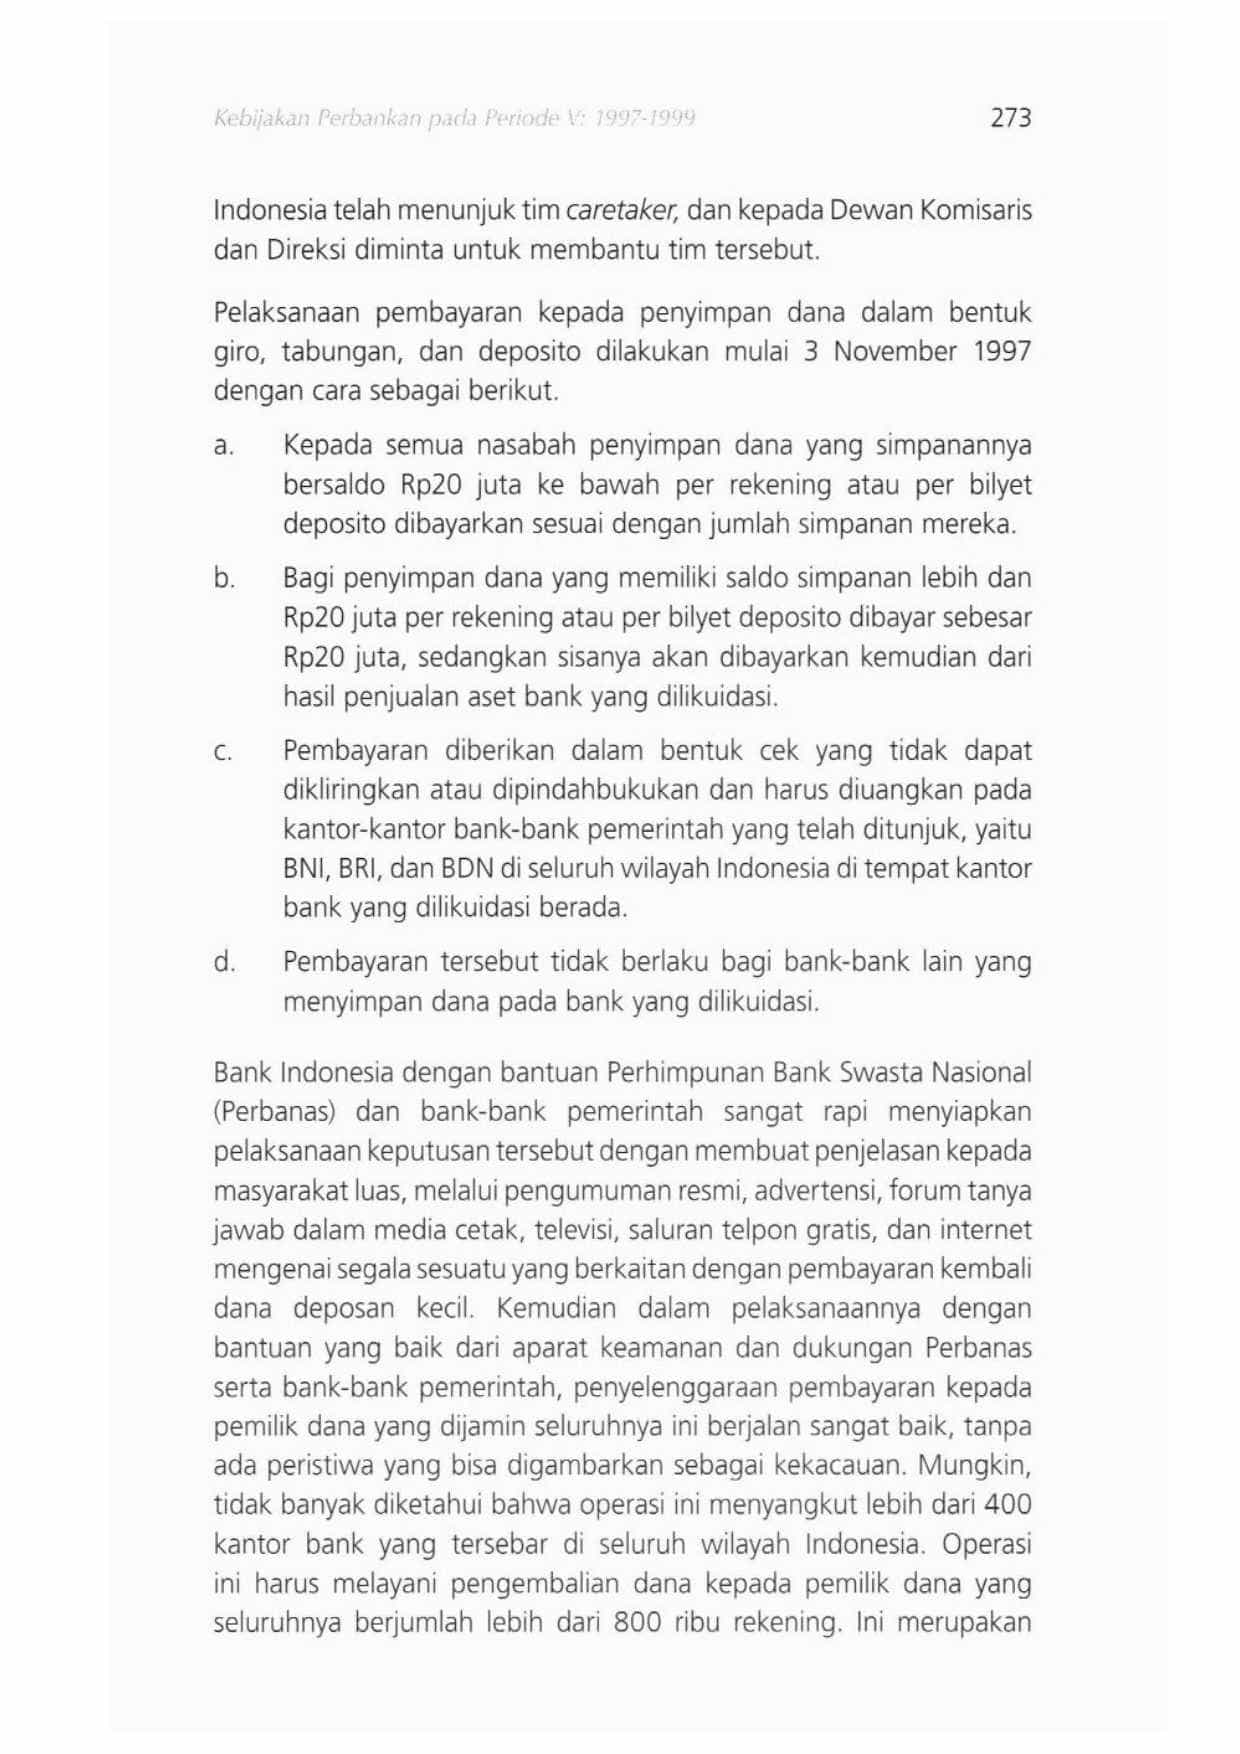 Kebijakan Perbankan pada Periode V: 1997-1999 273
Indonesia telah menunjuk tim caretaker, dan kepada Dewan Komisaris
dan Direksi diminta untuk membantu tim tersebut.
Pelaksanaan pembayaran kepada penyimpan dana dalam bentuk
giro, tabungan, dan deposito dilakukan mulai 3 November 1997
dengan cara sebagai berikut.
a. Kepada semua nasabah penyimpan dana yang simpanannya
bersaldo Rp20 juta ke bawah per rekening atau per bilyet
deposito dibayarkan sesuai dengan jumlah simpanan mereka.
b. Bagi penyimpan dana yang memiliki saldo simpanan lebih dan
Rp20 juta per rekening atau per bilyet deposito dibayar sebesar
Rp20 juta, sedangkan sisanya akan dibayarkan kemudian dari
hasil penjualan aset bank yang dilikuidasi.
c. Pembayaran diberikan dalam bentuk cek yang tidak dapat
dikliringkan atau dipindahbukukan dan harus diuangkan pada
kantor-kantor bank-bank pemerintah yang telah ditunjuk, yaitu
BNI, BRI, dan BDN di seluruh wilayah Indonesia di tempat kantor
bank yang dilikuidasi berada.
d. Pembayaran tersebut tidak berlaku bagi bank-bank lain yang
menyimpan dana pada bank yang dilikuidasi.
Bank Indonesia dengan bantuan Perhimpunan Bank Swasta Nasional
(Perbanas) dan bank-bank pemerintah sangat rapi menyiapkan
pelaksanaan keputusan tersebut dengan membuat penjelasan kepada
masyarakat luas, melalui pengumuman resmi, advertensi, forum tanya
jawab dalam media cetak, televisi, saluran telpon gratis, dan internet
mengenai segala sesuatu yang berkaitan dengan pembayaran kembali
dana deposan kecil. Kemudian dalam pelaksanaannya dengan
bantuan yang baik dari aparat keamanan dan dukungan Perbanas
serta bank-bank pemerintah, penyelenggaraan pembayaran kepada
pemilik dana yang dijamin seluruhnya ini berjalan sangat baik, tanpa
ada peristiwa yang bisa digambarkan sebagai kekacauan. Mungkin,
tidak banyak diketahui bahwa operasi ini menyangkut lebih dari 400
kantor bank yang tersebar di seluruh wilayah Indonesia. Operasi
ini harus melayani pengembalian dana kepada pemilik dana yang
seluruhnya berjumlah lebih dari 800 ribu rekening. Ini merupakan